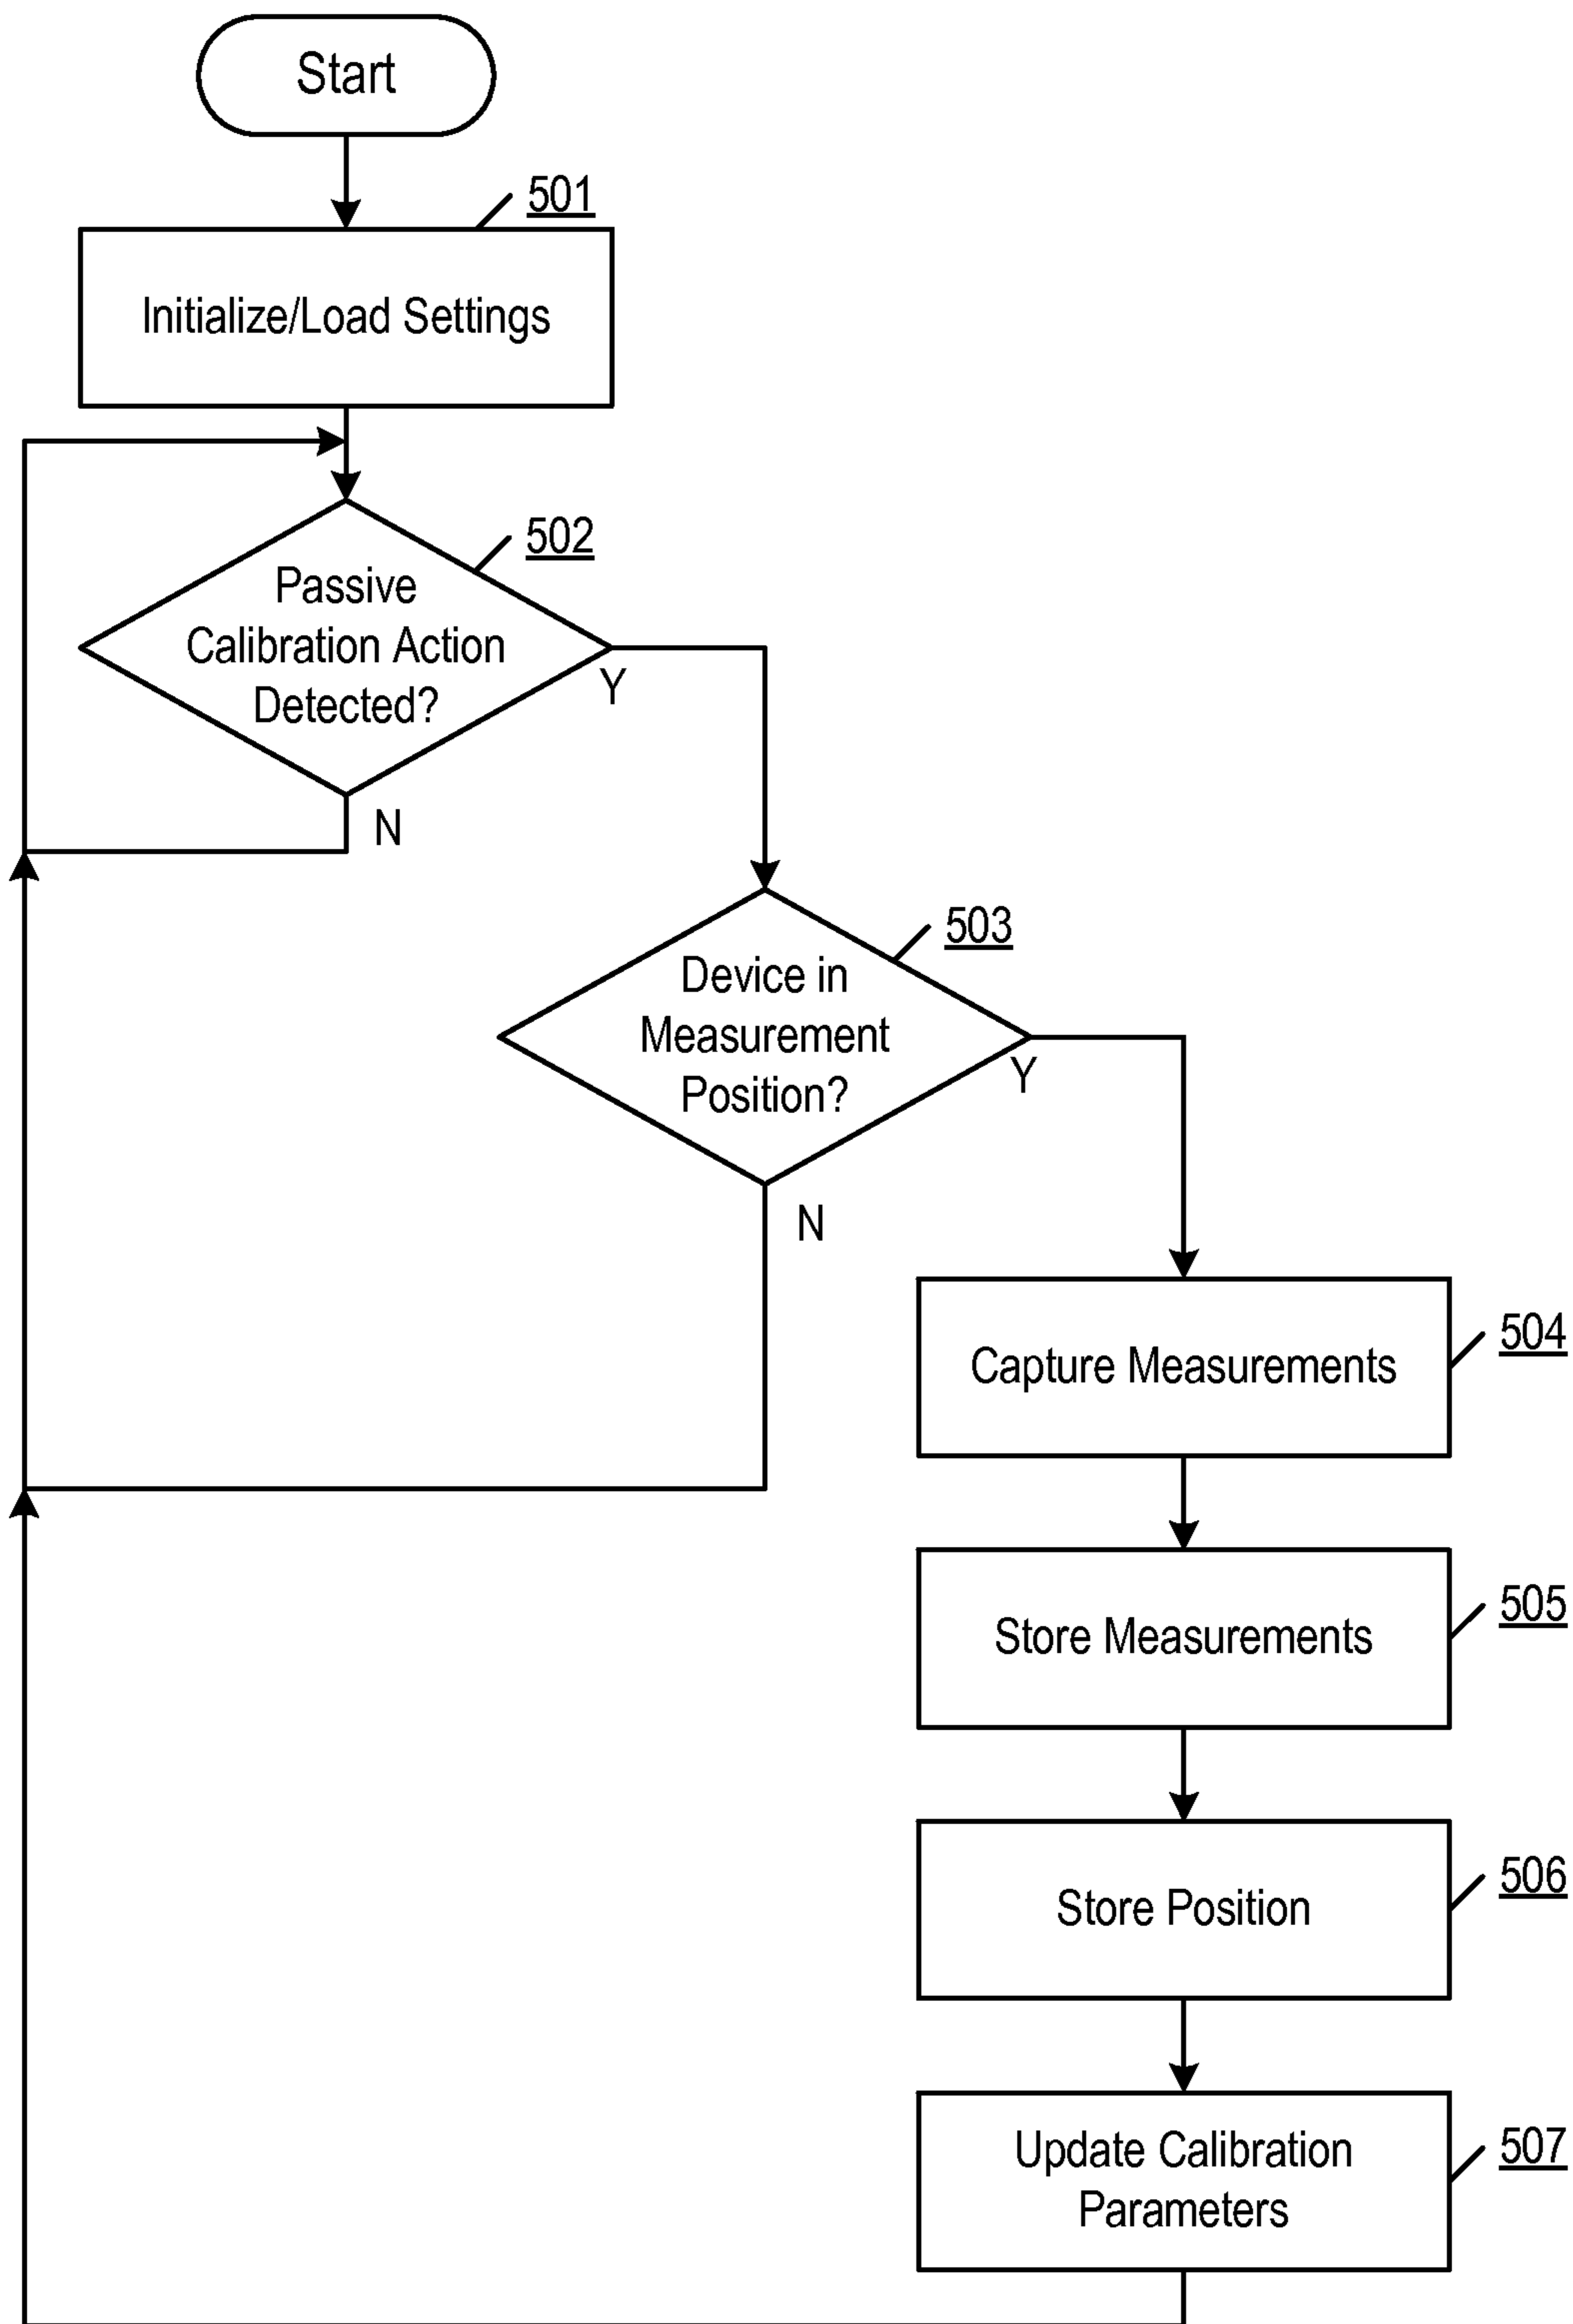 Start
501
Initialize/Load Settings
502
Passive
Calibration Action
Detected?
Y
N
503
Device in
Measurement
Position?
Y
N
504
Capture Measurements
505
Store Measurements
506
Store Position
507
Update Calibration
Parameters